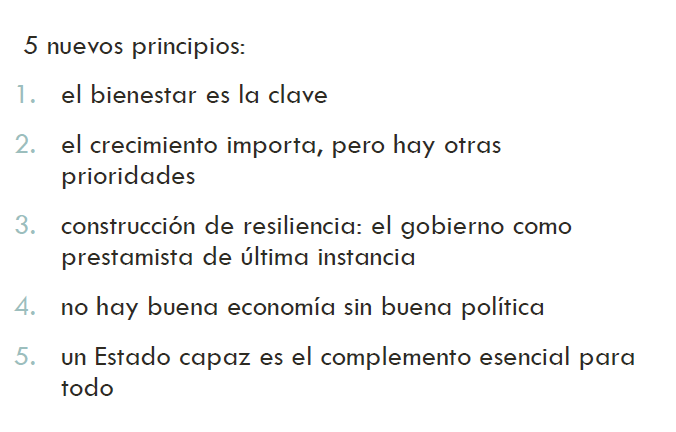 5 nuevos principios:
1. el bienestar es la clave
2. el crecimiento importa, pero hay otras
prioridades
3. construcción de resiliencia: el gobierno como
prestamista de última instancia
4. no hay buena economía sin buena política
5. un Estado capaz es el complemento esencial para
todo